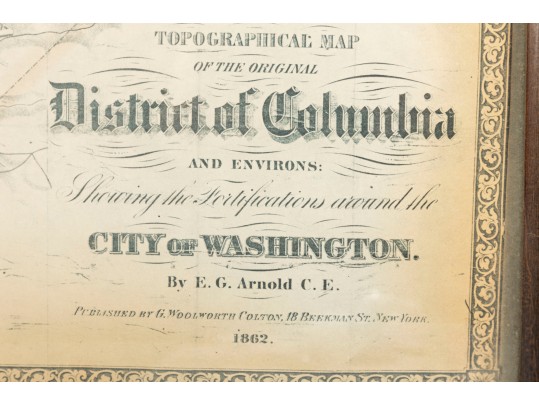 TOPOGRAPHICAL MAP
OF THE ORIGINAL
District of Columbia
AND ENVIRONS:
Showing the Fortifications around the
CITY OF WASHINGTON.
By E. G. Arnold C. E.
PUBLISHED BY G. WOOLWORTH COLTON, 18 BEEKMAN ST. NEW YORK.
1862.